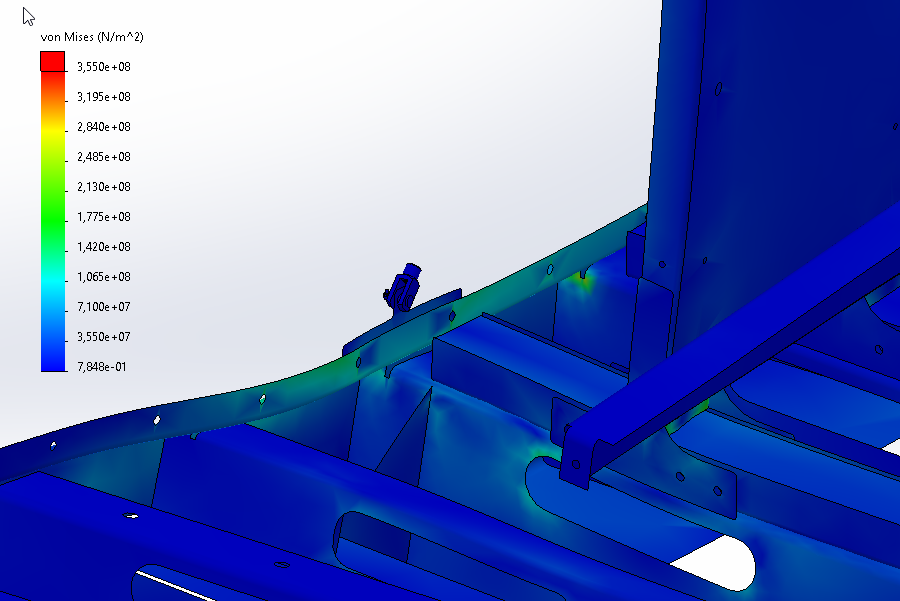 von Mises (N/m^2)
3,550e+08
3,195e+08
2,840e+08
2,485e+08
2,130e+08
1,775e+08
1,420e+08
1,065e+08
7,100e+07
3,550e+07
7,848e-01